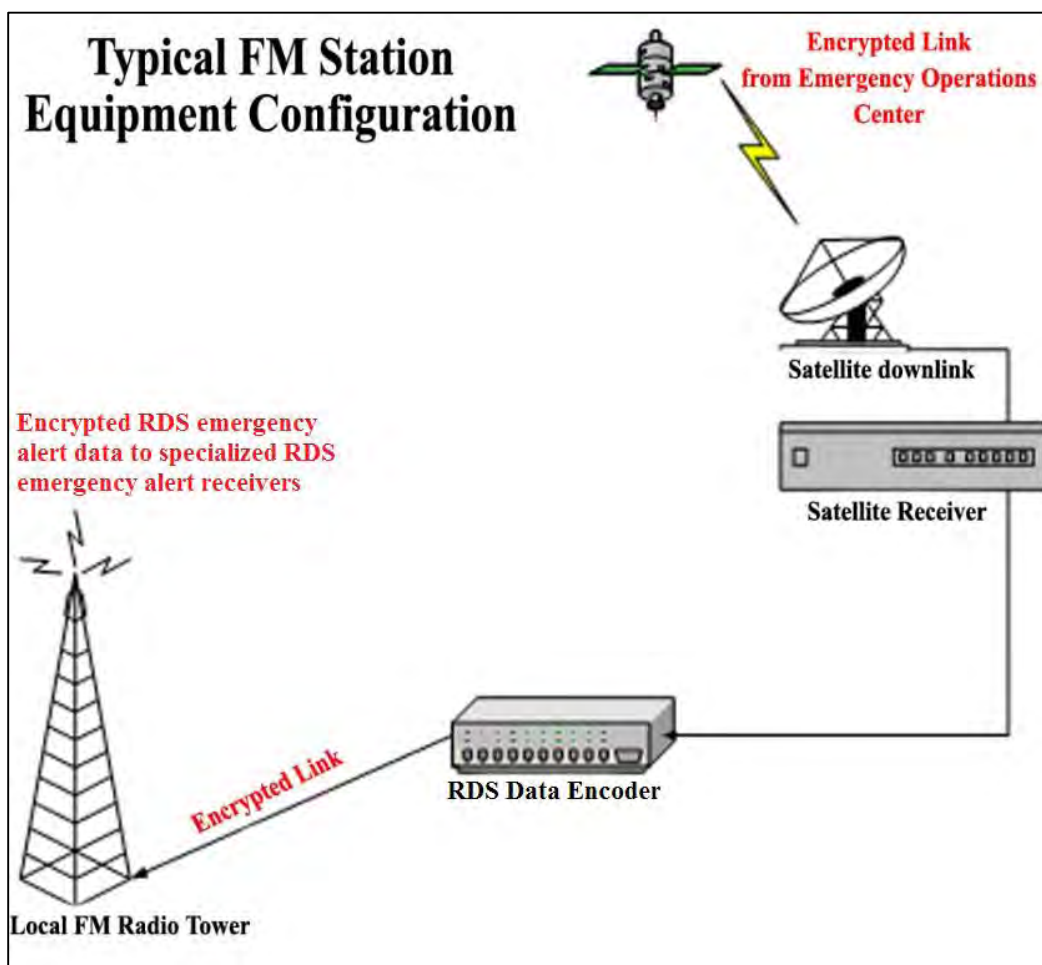 Typical FM Station
Equipment Configuration
Encrypted Link
from Emergency Operations
Center
Satellite downlink
Encrypted RDS emergency
alert data to specialized RDS
emergency alert receivers
Satellite Receiver
RDS Data Encoder
Encrypted Link
Local FM Radio Tower